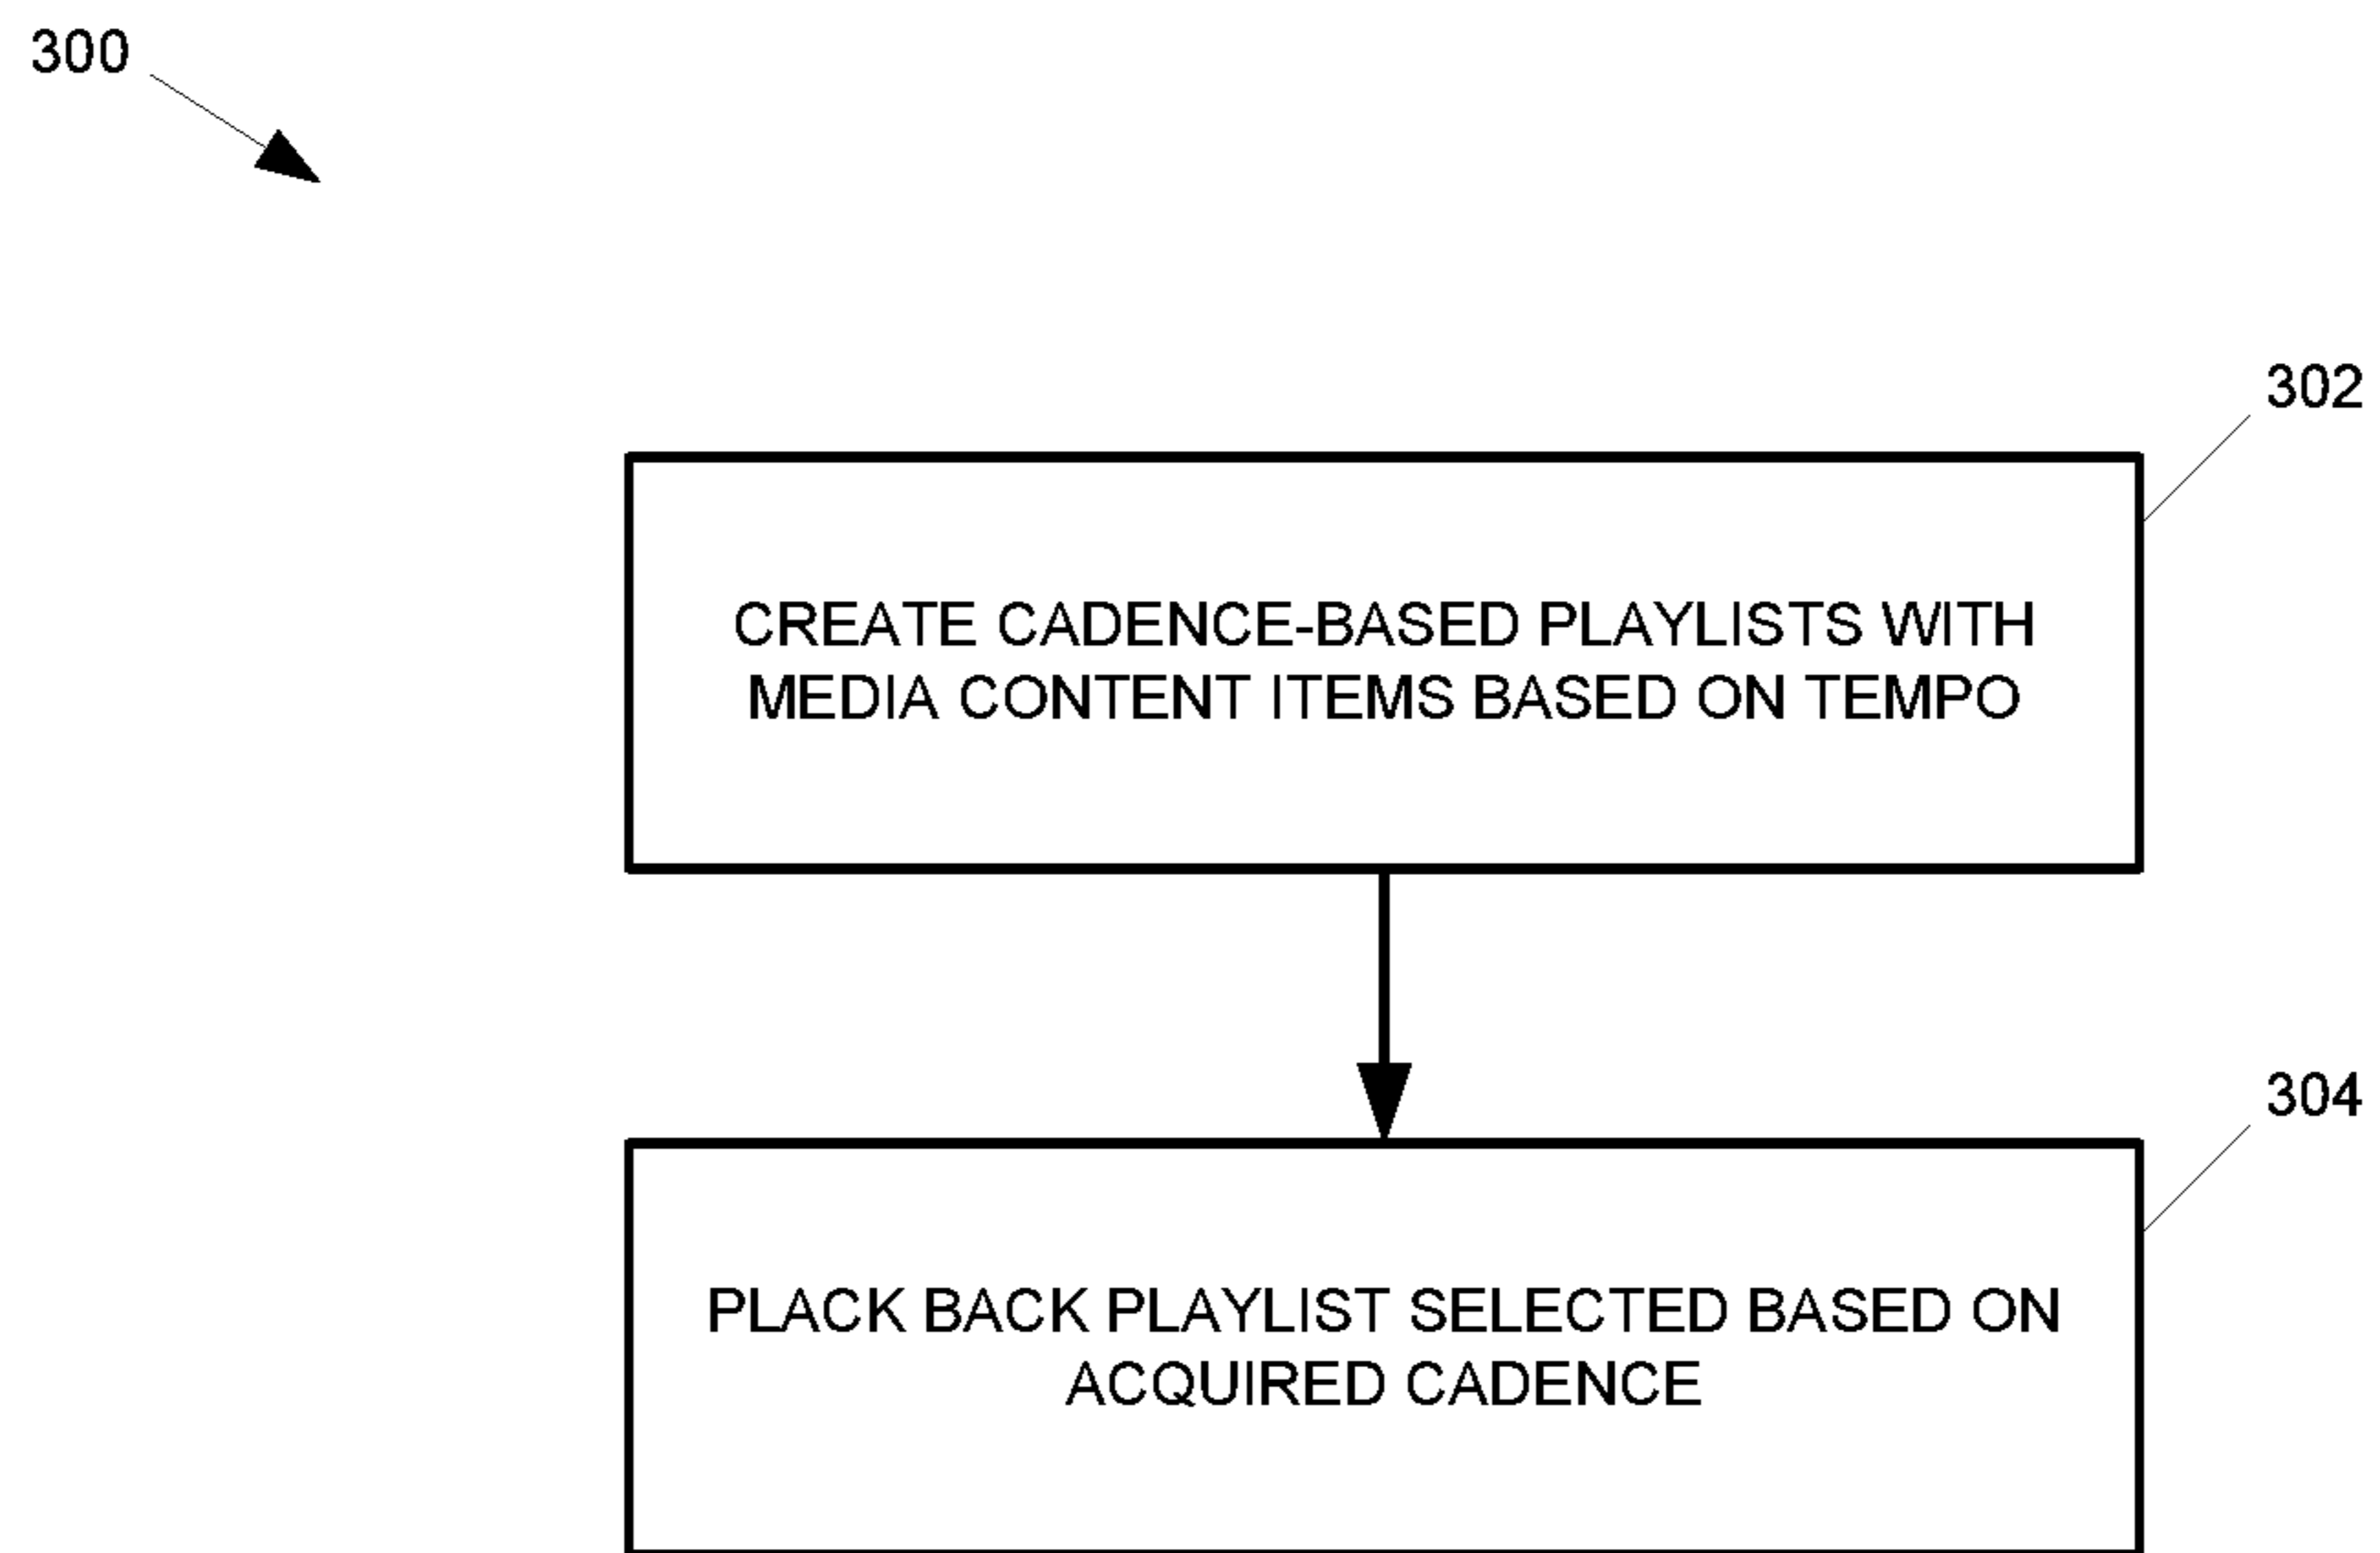 300
302
CREATE CADENCE-BASED PLAYLISTS WITH
MEDIA CONTENT ITEMS BASED ON TEMPO
304
PLACK BACK PLAYLIST SELECTED BASED ON
ACQUIRED CADENCE